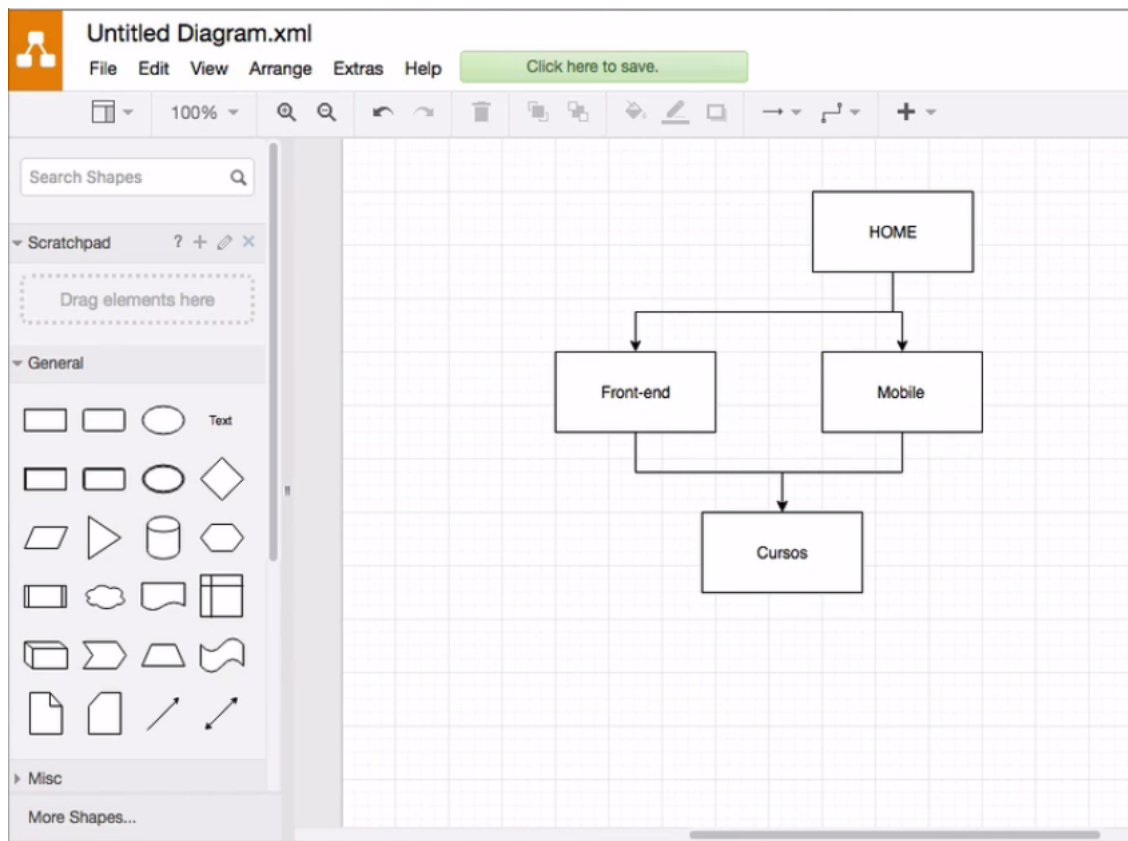 Untitled Diagram.xml
File Edit View Arrange Extras Help Click here to save.
100%
Search Shapes
Scratchpad ?
Drag elements here
General
Text
Misc
More Shapes...
HOME
Front-end Mobile
Cursos